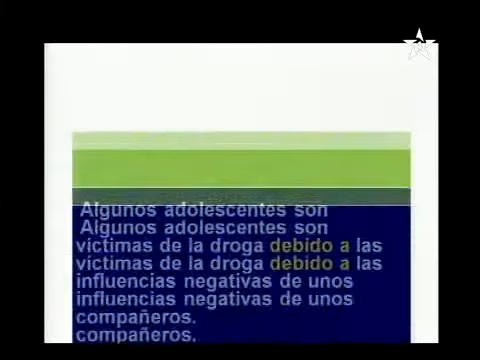 Algunos adolescentes son
Algunos adolescentes son
víctimas de la droga debido a las
víctimas de la droga debido a las
influencias negativas de unos
influencias negativas de unos
compañeros.
compañeros.